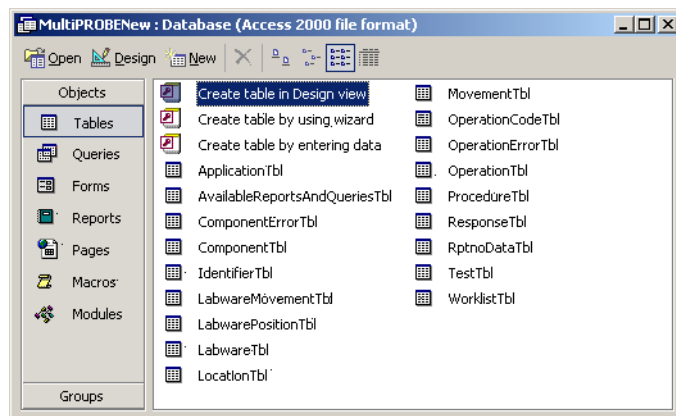 MultiPROBENew : Database (Access 2000 file format)
Open Design New
Objects
Tables
Queries
Forms
Reports
Pages
Macros
Modules
Groups
Create table in Design view
Create table by using wizard
Create table by entering data
ApplicationTbl
AvailableReportsAndQueriesTbl
ComponentErrorTbl
ComponentTbl
IdentifierTbl
LabwareMovementTbl
LabwarePositionTbl
LabwareTbl
LocationTbl
MovementTbl
OperationCodeTbl
OperationErrorTbl
OperationTbl
ProcedureTbl
ResponseTbl
RptnoDataTbl
TestTbl
WorklistTbl